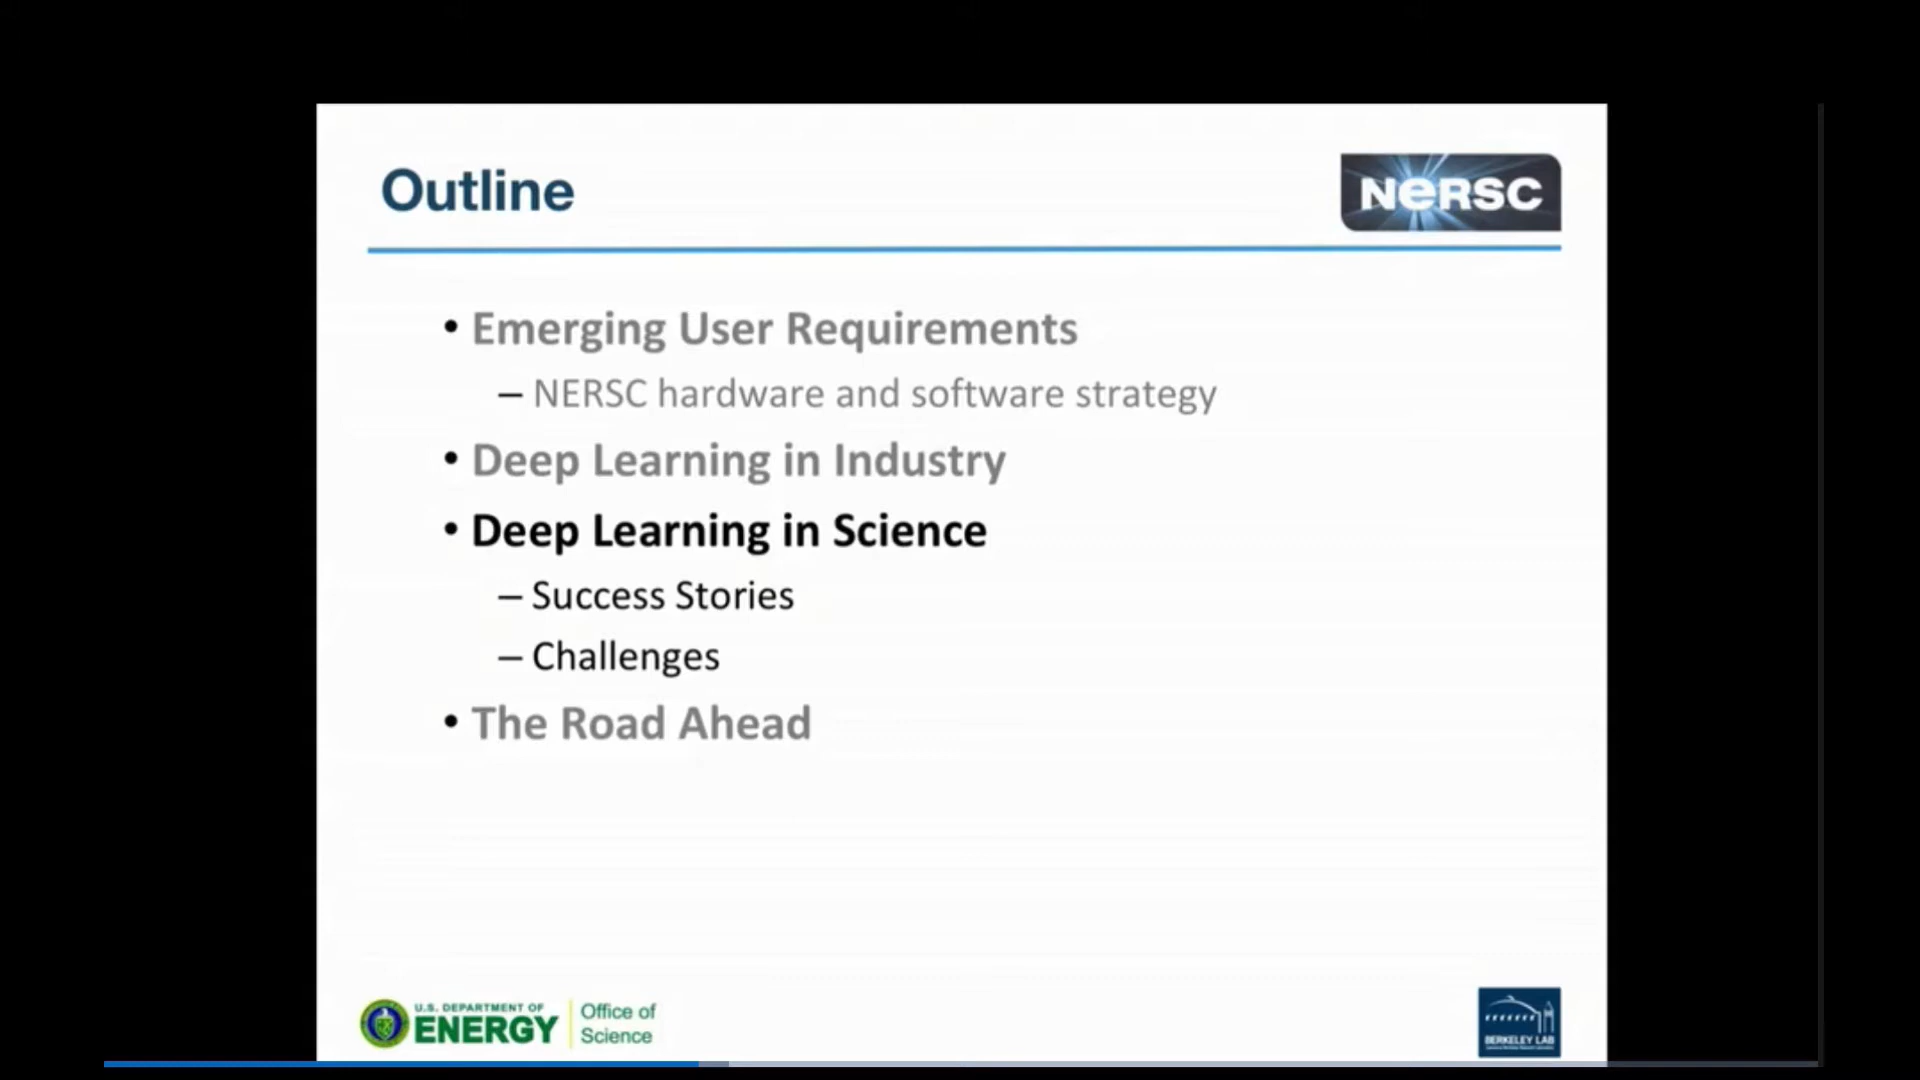 Outline
NERSC
• Emerging User Requirements
– NERSC hardware and software strategy
• Deep Learning in Industry
• Deep Learning in Science
– Success Stories
– Challenges
• The Road Ahead
U.S. DEPARTMENT OF
ENERGY
Office of
Science
BERKELEY LAB